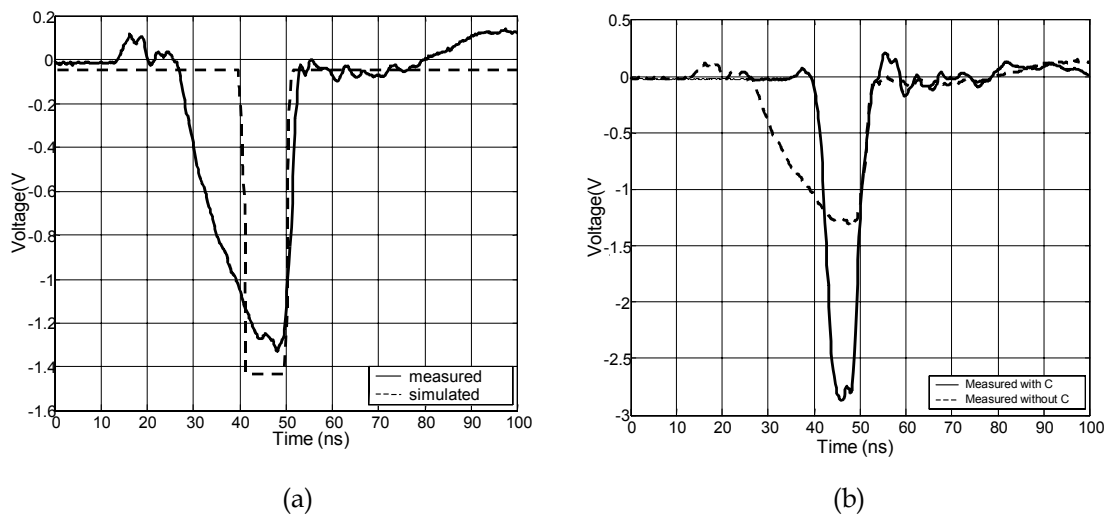 0.2
0
-0.2
-0.4
-0.6
-0.8
-1
-1.2
-1.4
-1.6
Voltage(V
0 10 20 30 40 50 60 70 80 90 100
Time (ns)
measured
simulated
(a)
1
0.5
0
-0.5
-1
-1.5
-2
-2.5
-3
Voltage(V
0 10 20 30 40 50 60 70 80 90 100
Time (ns)
Measured with C
Measured without C
(b)